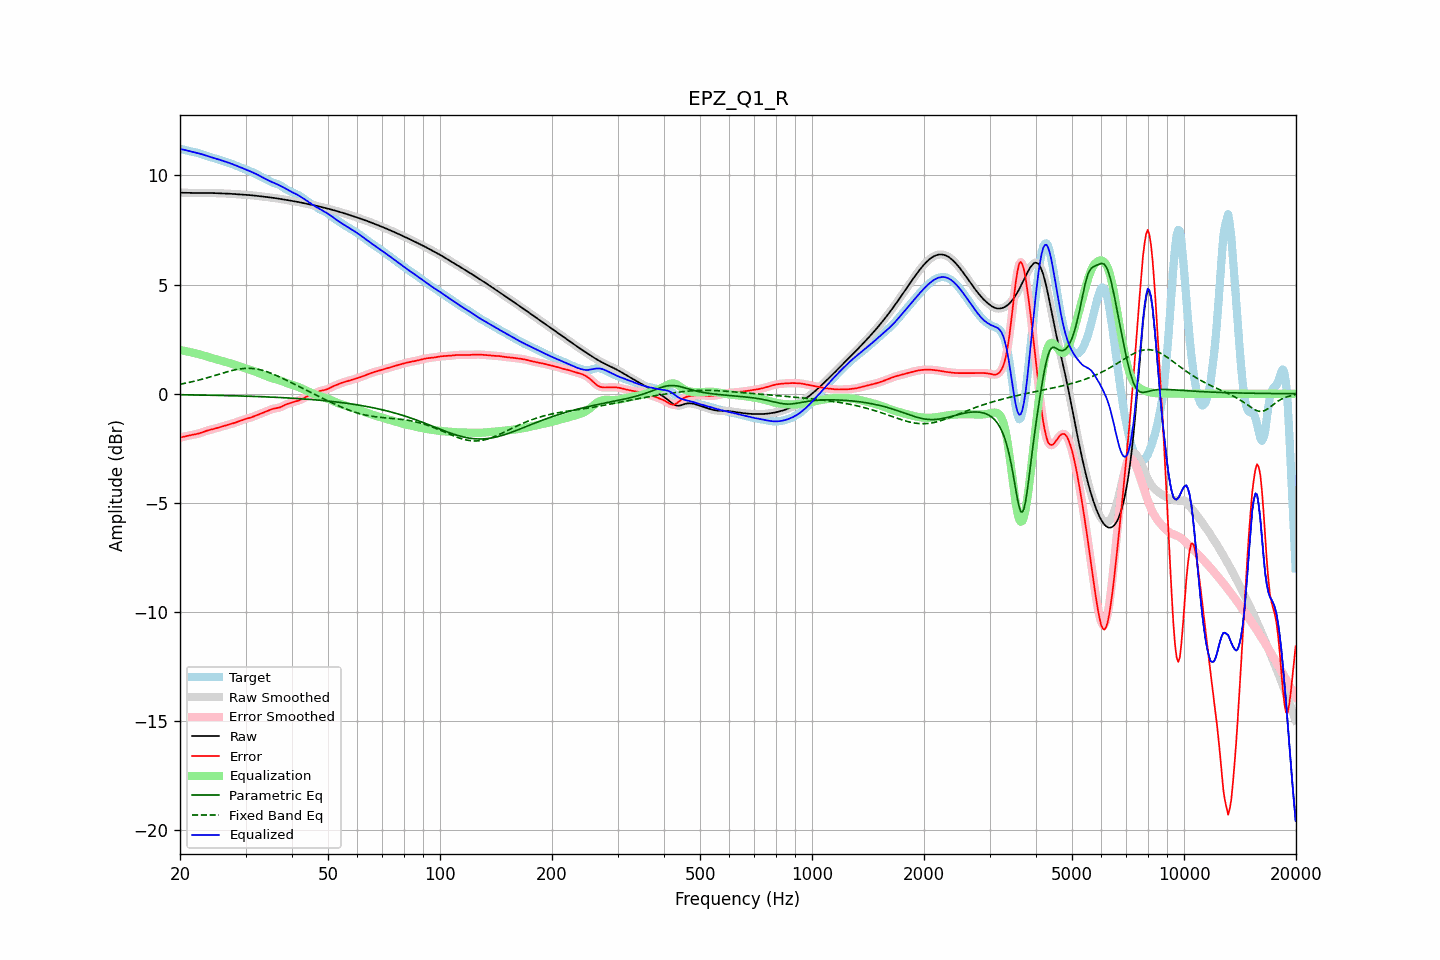 EPZ_Q1_R
Amplitude (dBr)
10
5
0
−5
−10
−15
−20
Target
Raw Smoothed
Error Smoothed
Raw
Error
Equalization
Parametric Eq
Fixed Band Eq
Equalized
20 50 100 200 500 1000 2000 5000 10000 20000
Frequency (Hz)